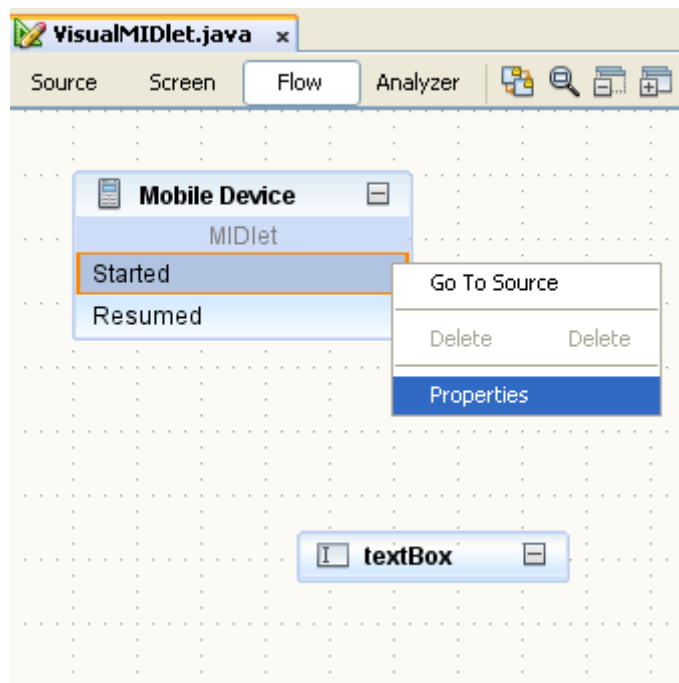 VisualMIDlet.java x
Source Screen Flow Analyzer
Mobile Device
MIDlet
Started
Resumed
Go To Source
Delete Delete
Properties
textBox